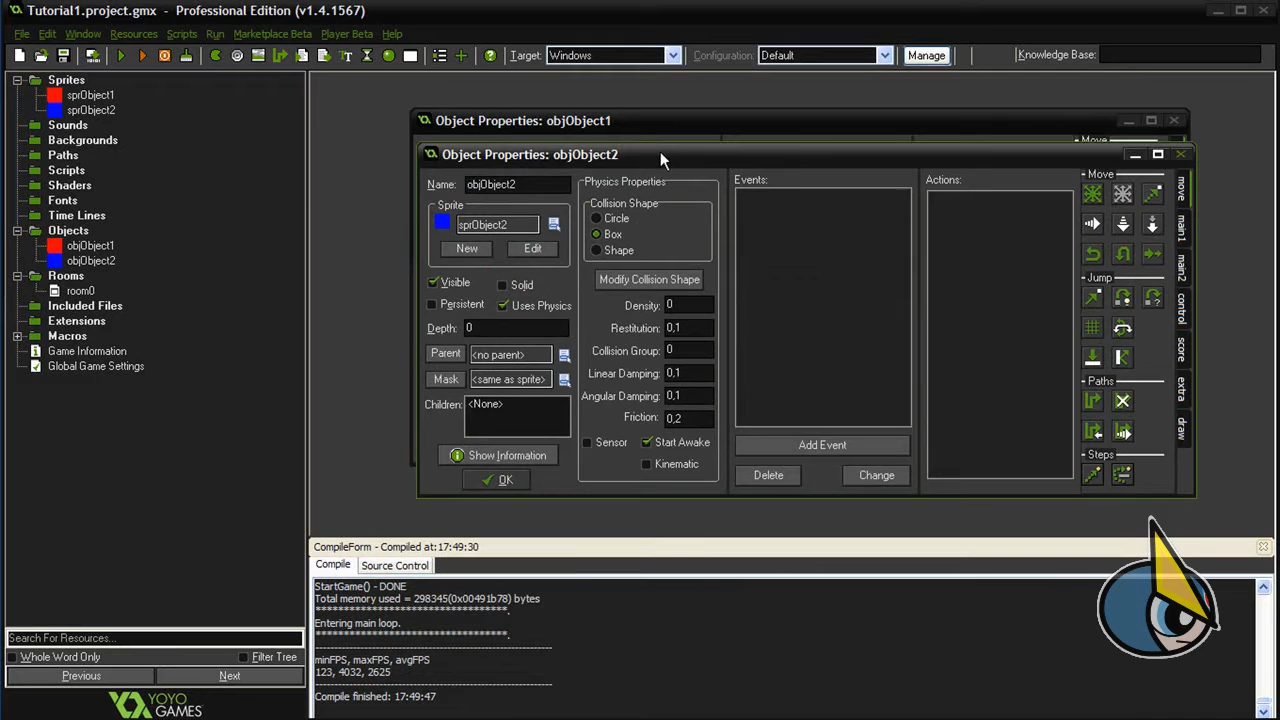 Tutorial1.project.gmx - Professional Edition (v1.4.1567)
File Edit Window Resources Scripts Run Marketplace Beta Player Beta Help
Target: Windows Configuration: Default Manage Knowledge Base:
Sprites
sprObject1
sprObject2
Sounds
Backgrounds
Paths
Scripts
Shaders
Fonts
Time Lines
Objects
objObject1
objObject2
Rooms
room0
Included Files
Extensions
Macros
Game Information
Global Game Settings
Search For Resources...
Whole Word Only Filter Tree
Previous Next
YOYO
GAMES
Object Properties: objObject1
Move
Object Properties: objObject2
Name: objObject2
Sprite
sprObject2
New Edit
Visible Solid
Persistent Uses Physics
Depth: 0
Parent <no parent>
Mask <same as sprite>
Children: <None>
Show Information
OK
Physics Properties
Collision Shape
Circle
Box
Shape
Modify Collision Shape
Density: 0
Restitution: 0,1
Collision Group: 0
Linear Damping: 0,1
Angular Damping: 0,1
Friction: 0,2
Sensor Start Awake
Kinematic
Events:
Add Event
Delete Change
Actions:
Move
Jump
Paths
Steps
move
main1
main2
control
score
extra
draw
CompileForm - Compiled at:17:49:30
Compile Source Control
StartGame() - DONE
Total memory used = 298345(0x00491b78) bytes
**********************************.
Entering main loop.
**********************************.
minFPS, maxFPS, avgFPS
123, 4032, 2625
Compile finished: 17:49:47